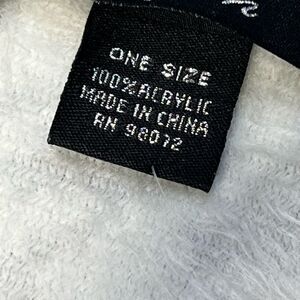 ONE SIZE
100% ACRYLIC
MADE IN CHINA
RN 98072